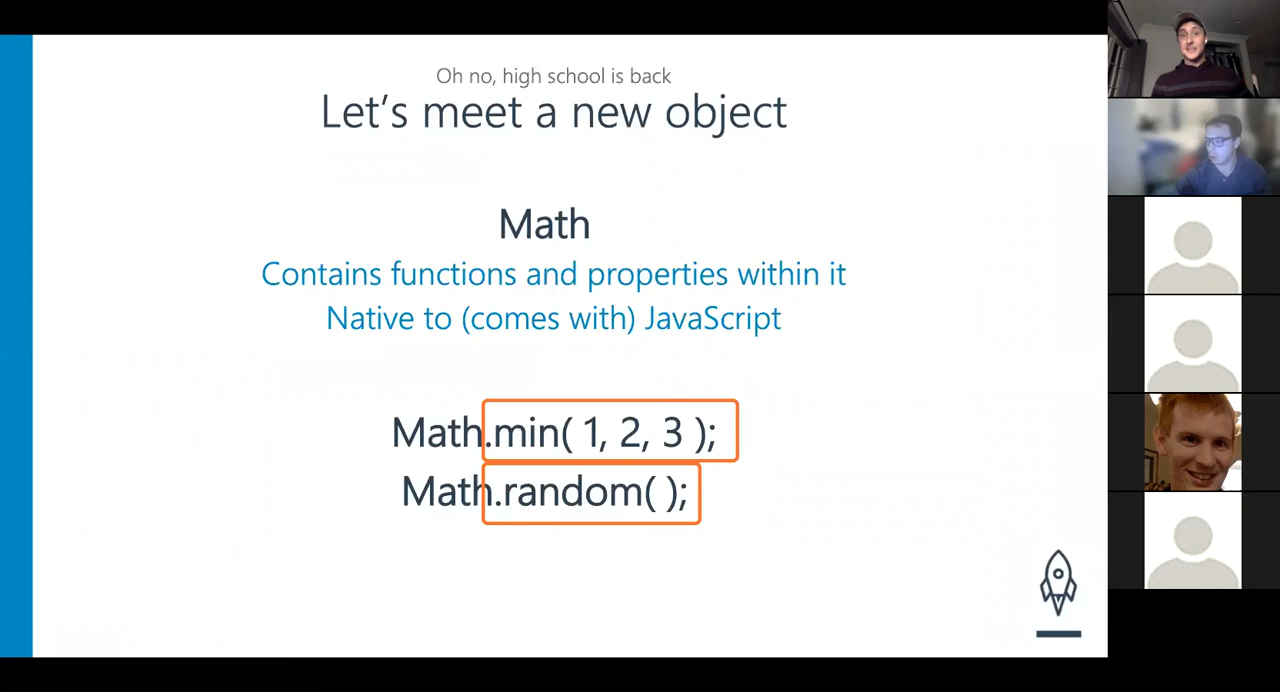 Oh no, high school is back
Let's meet a new object
Math
Contains functions and properties within it
Native to (comes with) JavaScript
Math.min( 1, 2, 3 );
Math.random( );